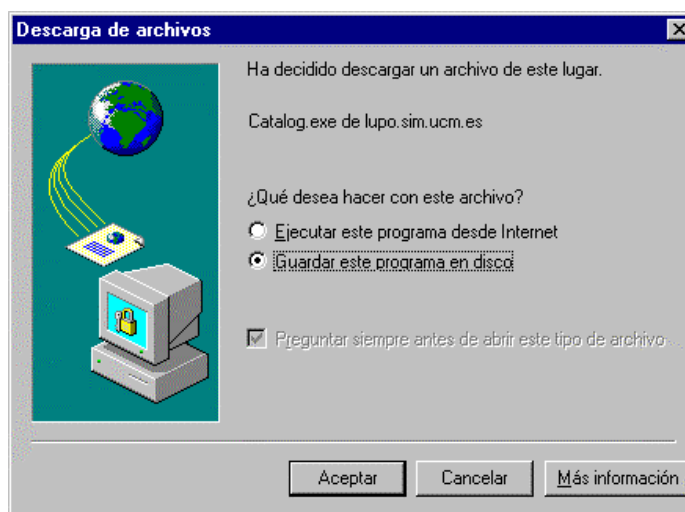 Descarga de archivos
Ha decidido descargar un archivo de este lugar.
Catalog.exe de lupo.sim.ucm.es
¿Qué desea hacer con este archivo?
Ejecutar este programa desde Internet
Guardar este programa en disco
Preguntar siempre antes de abrir este tipo de archivo
Aceptar Cancelar Más información